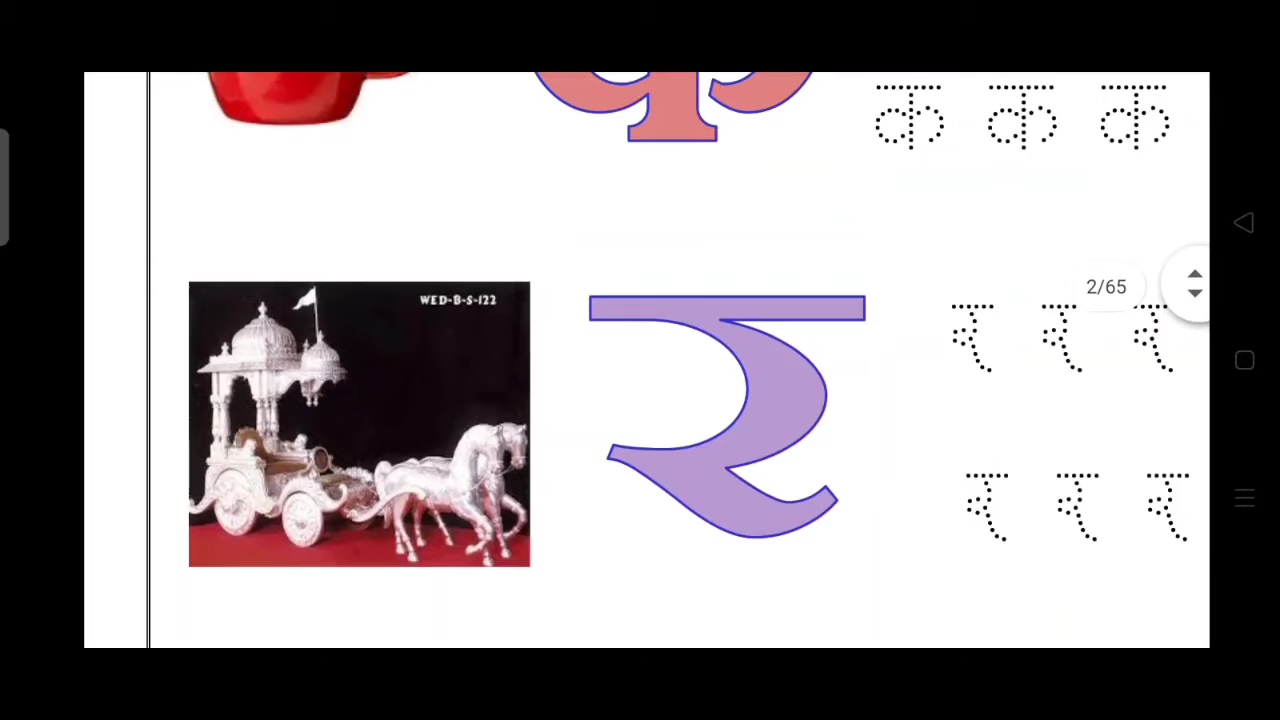 क क क क
WED-B-S-122
2/65
र र र र
र र र